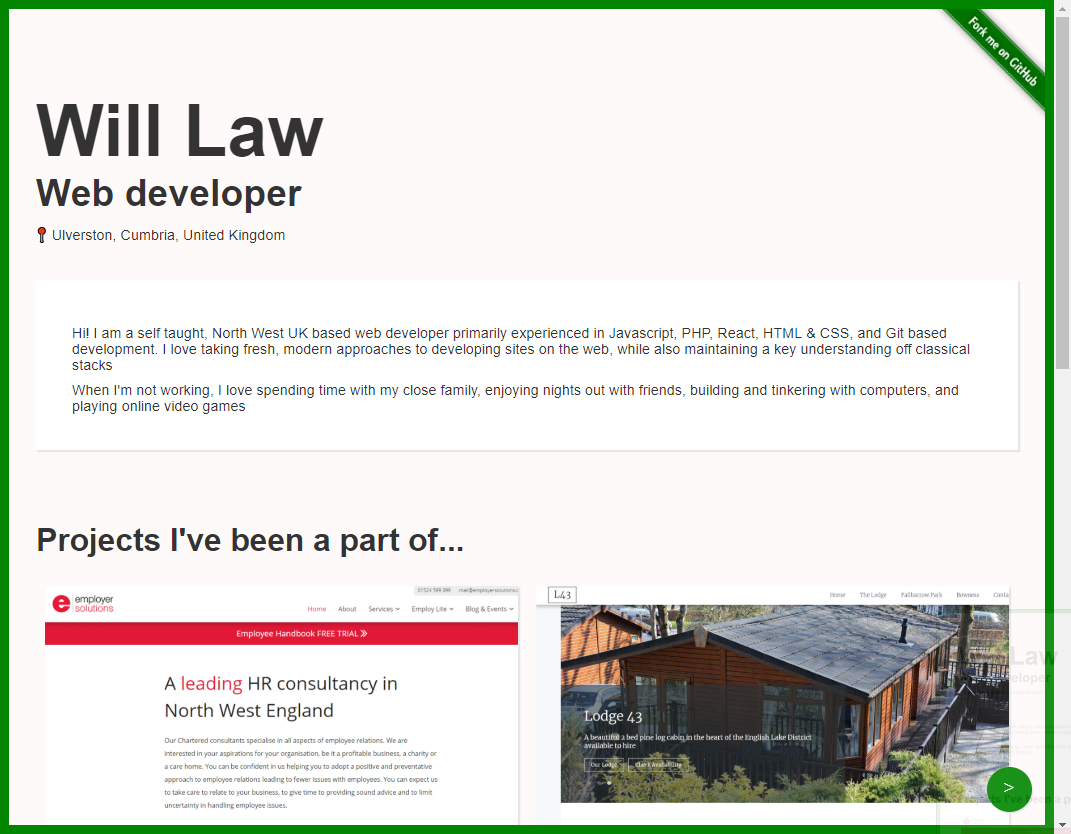 Fork me on GitHub
Will Law
Web developer
Ulverston, Cumbria, United Kingdom
Hi! I am a self taught, North West UK based web developer primarily experienced in Javascript, PHP, React, HTML & CSS, and Git based
development. I love taking fresh, modern approaches to developing sites on the web, while also maintaining a key understanding off classical
stacks
When I'm not working, I love spending time with my close family, enjoying nights out with friends, building and tinkering with computers, and
playing online video games
Projects I've been a part of...
01524 589 399 mail@employersolutions.
employer
solutions
Home About Services Employ Lite Blog & Events
Employee Handbook FREE TRIAL
A leading HR consultancy in
North West England
Our Chartered consultants specialise in all aspects of employee relations. We are
interested in your aspirations for your organisation, be it a profitable business, a charity or
a care home. You can be confident in us helping you to adopt a positive and preventative
approach to employee relations leading to fewer issues with employees. You can expect us
to take care to relate to your business, to give time to providing sound advice and to limit
uncertainty in handling employee issues.
L43
Home The Lodge Fallbarrow Park Bowness Conta
Lodge 43
A beautiful 2 bed pine log cabin in the heart of the English Lake District
available to hire
Our Lodge Check Availability
Law
eloper
>